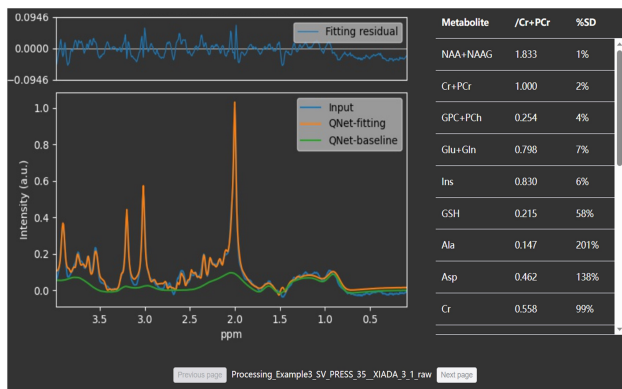 0.0946
0.0000
−0.0946
Fitting residual
Input
QNet-fitting
QNet-baseline
Intensity (a.u.)
1.0
0.8
0.6
0.4
0.2
0.0
3.5 3.0 2.5 2.0 1.5 1.0 0.5
ppm
Metabolite /Cr+PCr %SD
NAA+NAAG 1.833 1%
Cr+PCr 1.000 2%
GPC+PCh 0.254 4%
Glu+Gln 0.798 7%
Ins 0.830 6%
GSH 0.215 58%
Ala 0.147 201%
Asp 0.462 138%
Cr 0.558 99%
Previous page Processing_Example3_SV_PRESS_35__XIADA_3_1_raw Next page